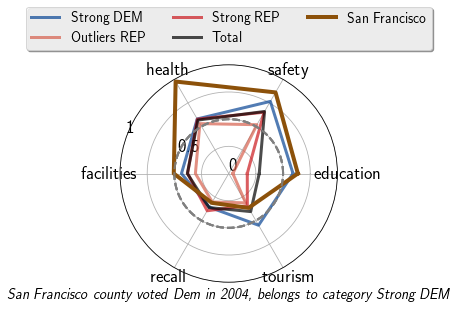 Strong DEM Strong REP San Francisco
Outliers REP Total
health safety
1
0.5
0
facilities education
recall tourism
San Francisco county voted Dem in 2004, belongs to category Strong DEM